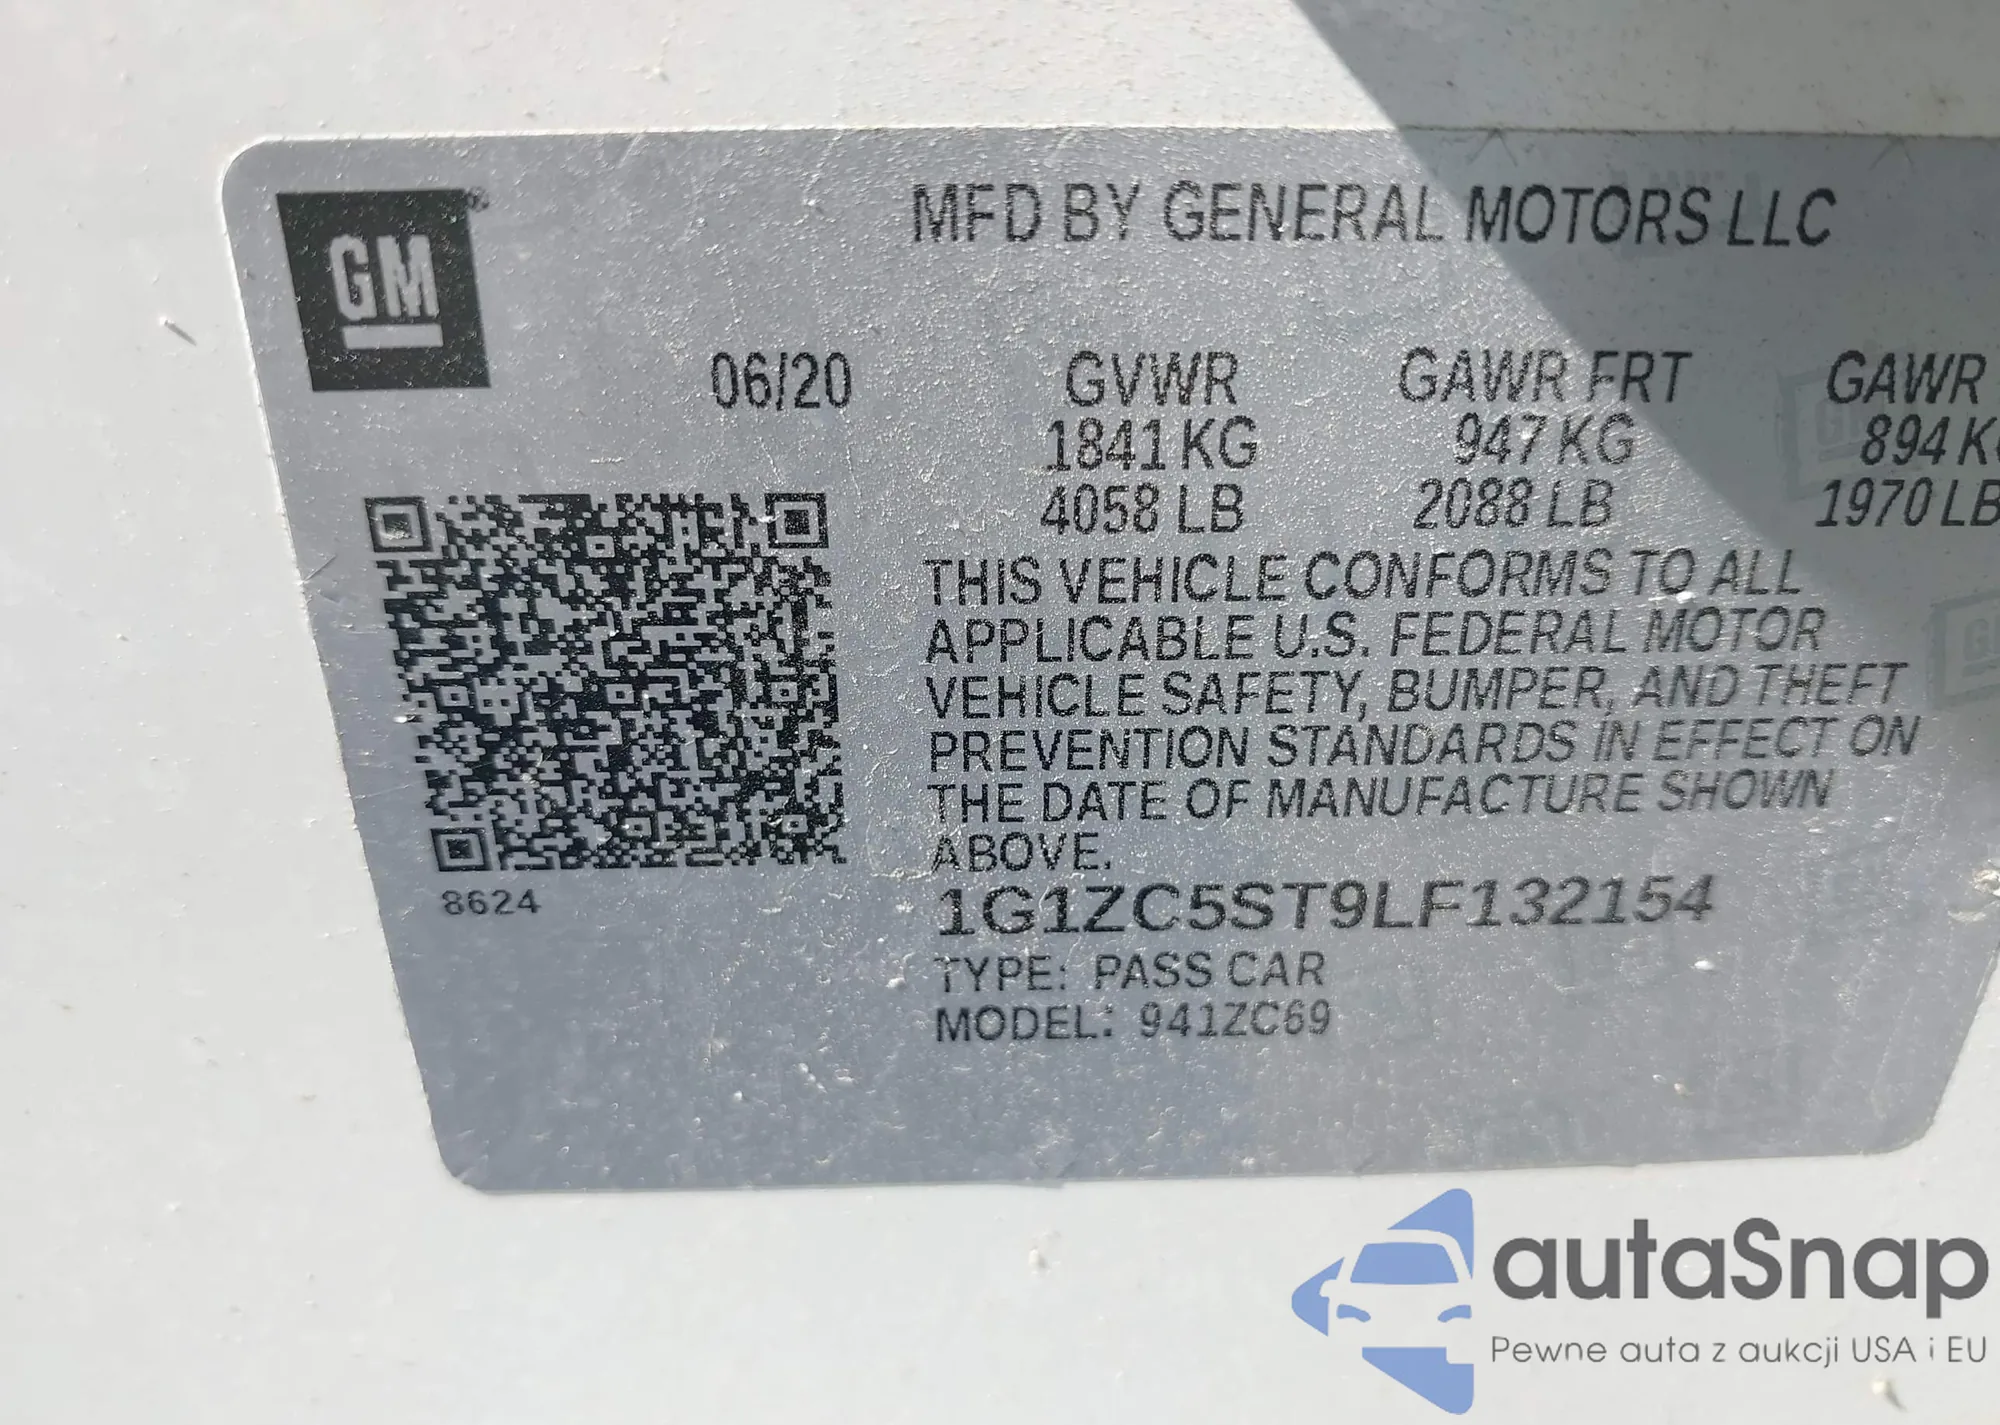 GM
MFD BY GENERAL MOTORS LLC
06/20 GVWR GAWR FRT GAWR
1841 KG 947 KG 894 K
4058 LB 2088 LB 1970 LB
THIS VEHICLE CONFORMS TO ALL
APPLICABLE U.S. FEDERAL MOTOR
VEHICLE SAFETY, BUMPER, AND THEFT
PREVENTION STANDARDS IN EFFECT ON
THE DATE OF MANUFACTURE SHOWN
ABOVE.
8624
1G1ZC5ST9LF132154
TYPE: PASS CAR
MODEL: 941ZC69
autaSnap
Pewne auta z aukcji USA i EU